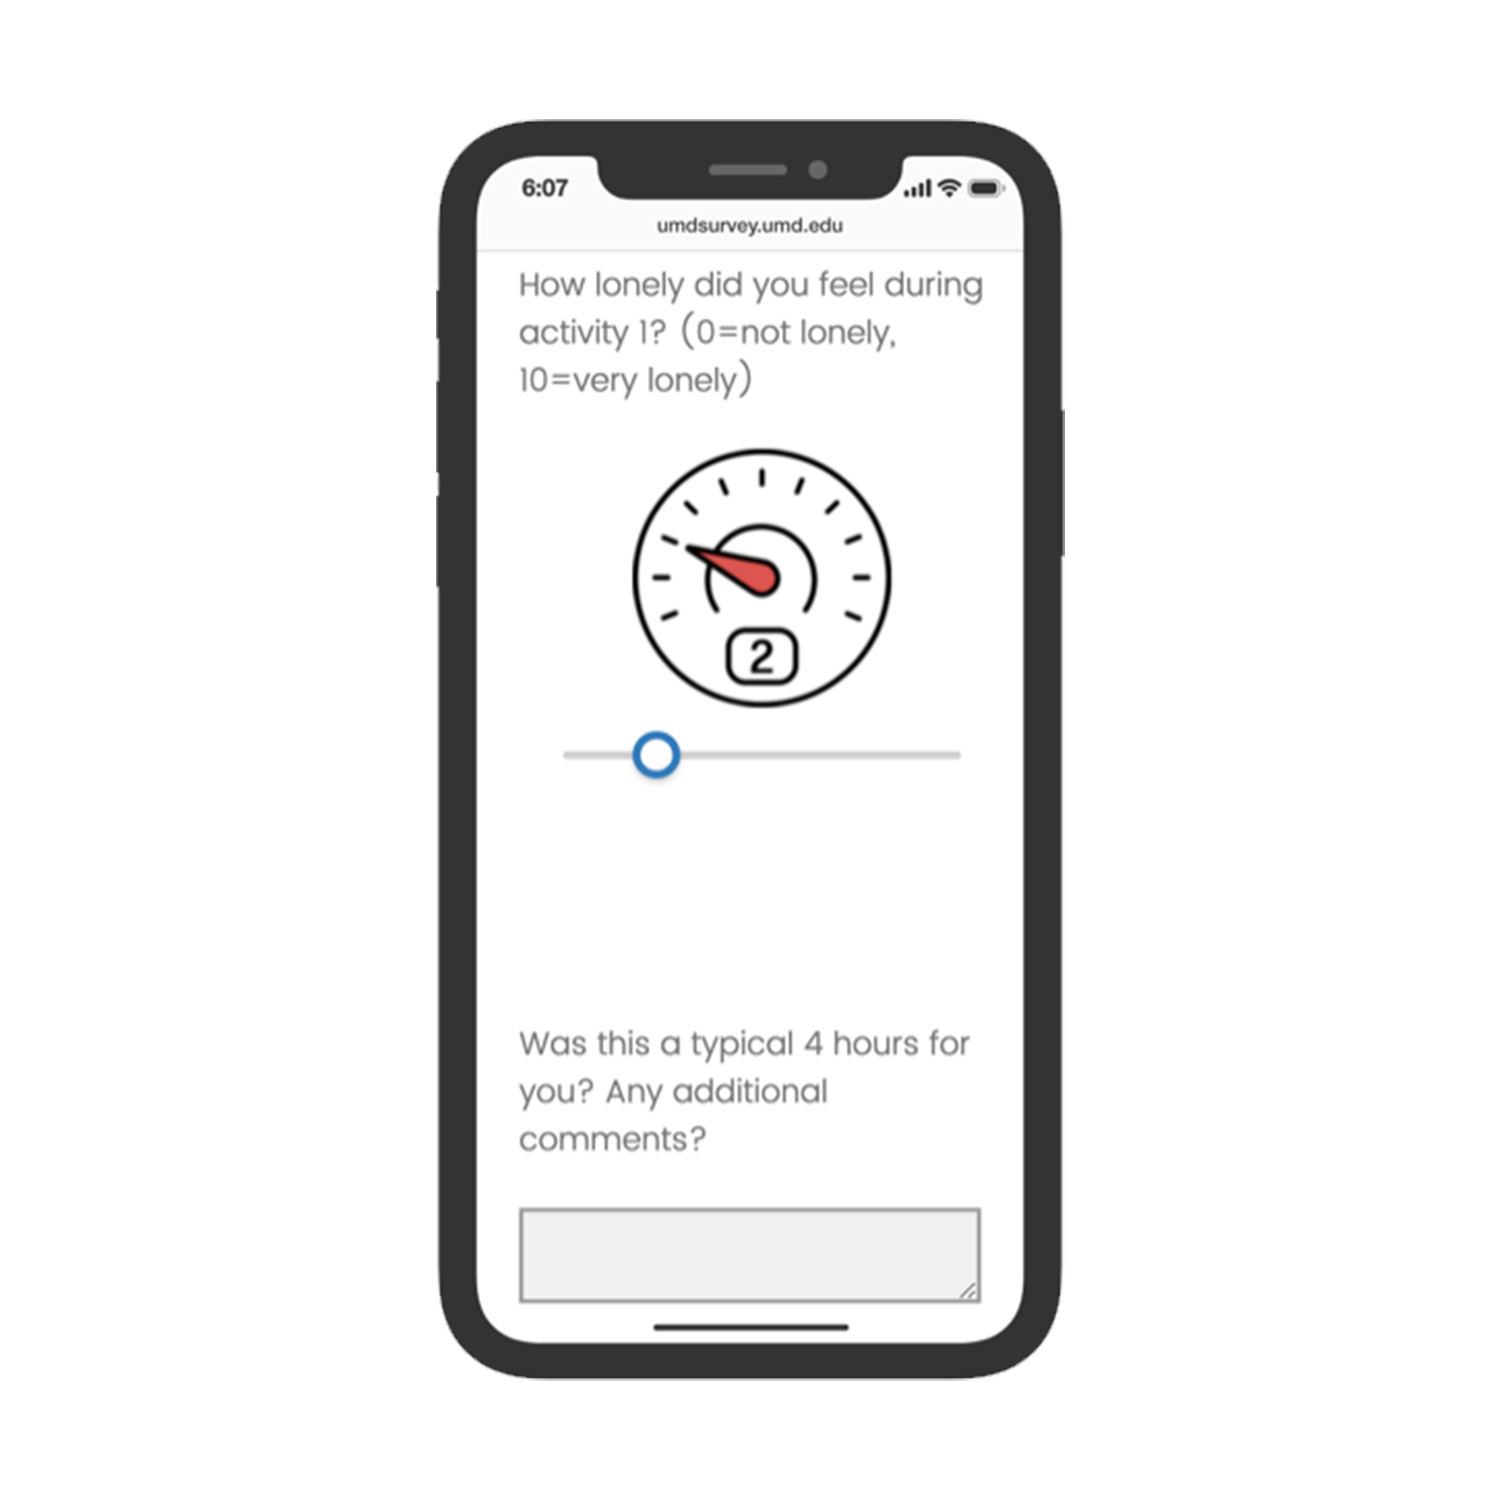 6:07
umdsurvey.umd.edu
How lonely did you feel during
activity 1? (0=not lonely,
10=very lonely)
2
Was this a typical 4 hours for
you? Any additional
comments?